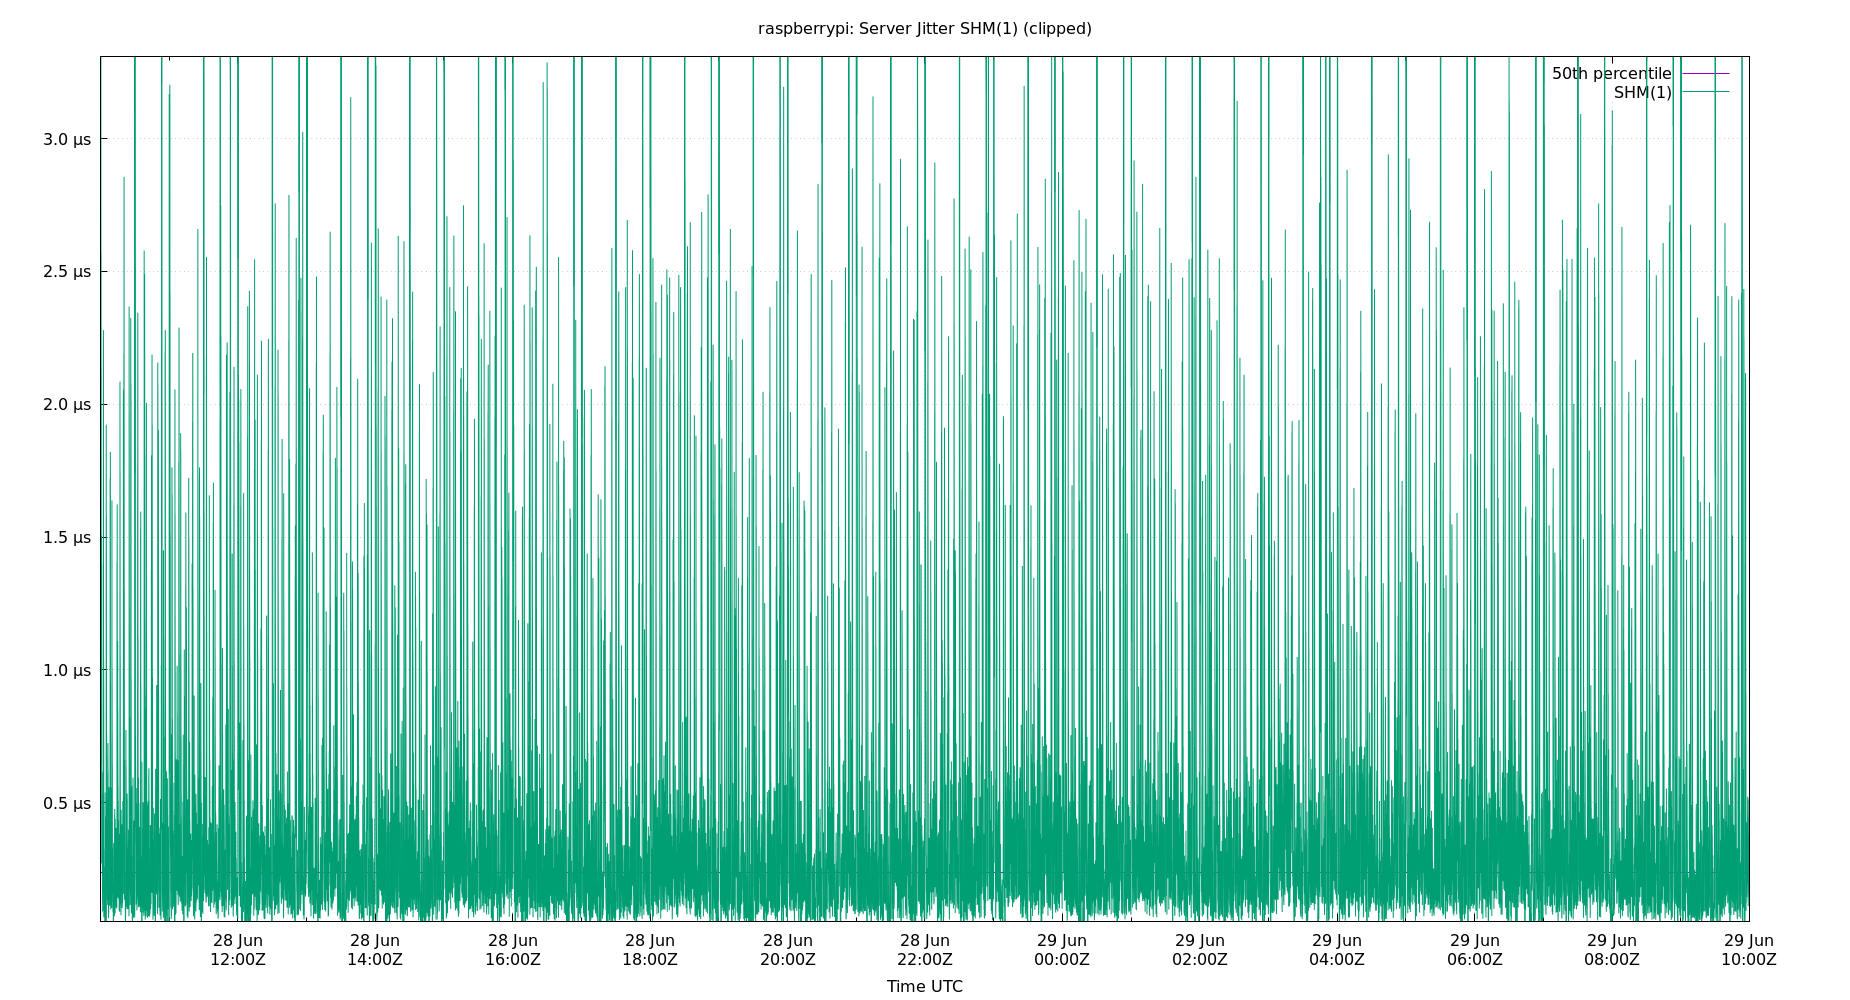 raspberrypi: Server Jitter SHM(1) (clipped)
50th percentile
SHM(1)
3.0 µs
2.5 µs
2.0 µs
1.5 µs
1.0 µs
0.5 µs
28 Jun 28 Jun 28 Jun 28 Jun 28 Jun 28 Jun 29 Jun 29 Jun 29 Jun 29 Jun 29 Jun 29 Jun
12:00Z 14:00Z 16:00Z 18:00Z 20:00Z 22:00Z 00:00Z 02:00Z 04:00Z 06:00Z 08:00Z 10:00Z
Time UTC